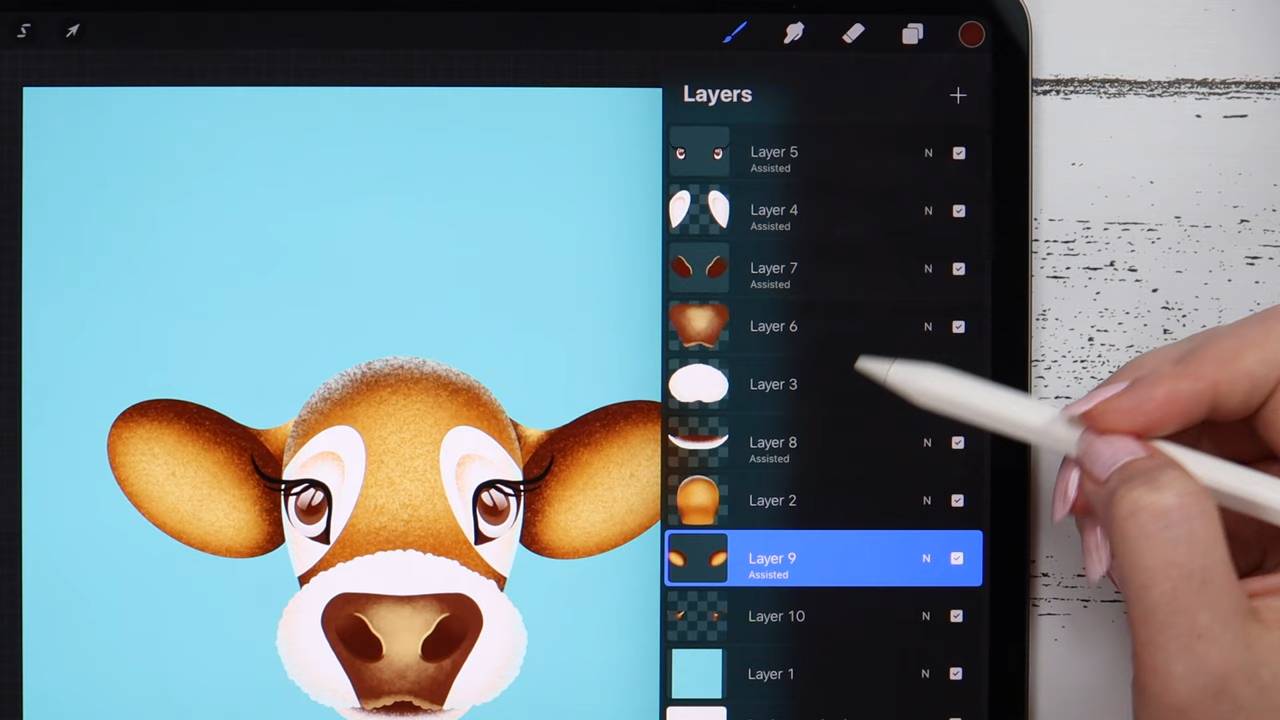 Layers
Layer 5 N
Assisted
Layer 4 N
Assisted
Layer 7 N
Assisted
Layer 6 N
Layer 3
Layer 8 N
Assisted
Layer 2 N
Layer 9 N
Assisted
Layer 10 N
Layer 1 N